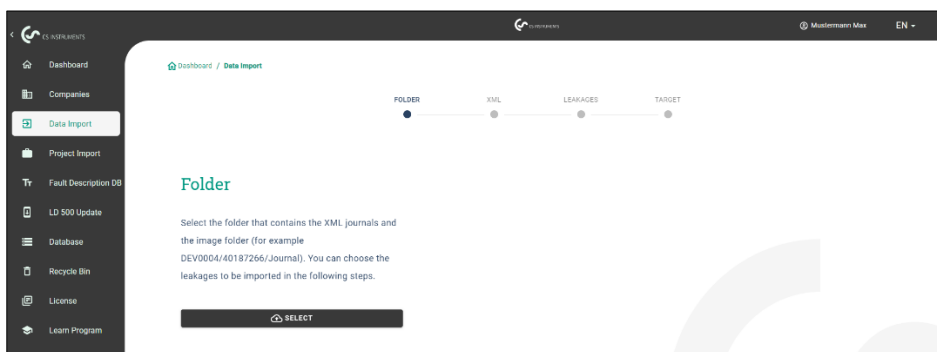 CS INSTRUMENTS
CS INSTRUMENTS
Mustermann Max
EN
Dashboard
Companies
Data Import
Project Import
Fault Description DB
LD 500 Update
Database
Recycle Bin
License
Learn Program
Dashboard / Data Import
FOLDER XML LEAKAGES TARGET
Folder
Select the folder that contains the XML journals and
the image folder (for example
DEV0004/40187266/Journal). You can choose the
leakages to be imported in the following steps.
SELECT